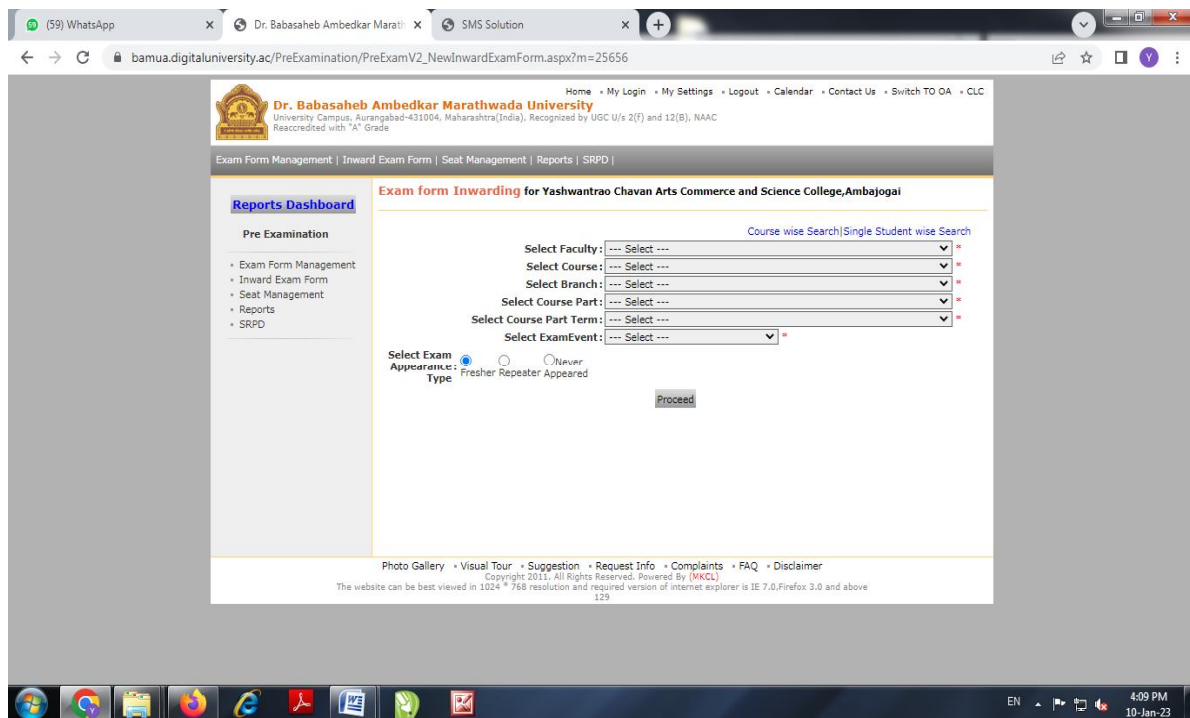 (59) WhatsApp
Dr. Babasaheb Ambedkar Marath
SMS Solution
bamua.digitaluniversity.ac/PreExamination/PreExamV2_NewInwardExamForm.aspx?m=25656
Y
Home • My Login • My Settings • Logout • Calendar • Contact Us • Switch TO OA • CLC
Dr. Babasaheb Ambedkar Marathwada University
University Campus, Aurangabad-431004, Maharashtra(India), Recognized by UGC U/s 2(f) and 12(B), NAAC
Reaccredited with "A" Grade
Exam Form Management | Inward Exam Form | Seat Management | Reports | SRPD |
Reports Dashboard
Pre Examination
• Exam Form Management
• Inward Exam Form
• Seat Management
• Reports
• SRPD
Exam form Inwarding for Yashwantrao Chavan Arts Commerce and Science College,Ambajogai
Course wise Search|Single Student wise Search
Select Faculty : --- Select --- *
Select Course : --- Select --- *
Select Branch : --- Select --- *
Select Course Part : --- Select --- *
Select Course Part Term : --- Select --- *
Select ExamEvent : --- Select --- *
Select Exam
Appearance :
Type
Fresher Repeater Never
Appeared
Proceed
Photo Gallery • Visual Tour • Suggestion • Request Info • Complaints • FAQ • Disclaimer
Copyright 2011. All Rights Reserved. Powered By (MKCL)
The website can be best viewed in 1024 * 768 resolution and required version of internet explorer is IE 7.0,Firefox 3.0 and above
129
EN
4:09 PM
10-Jan-23